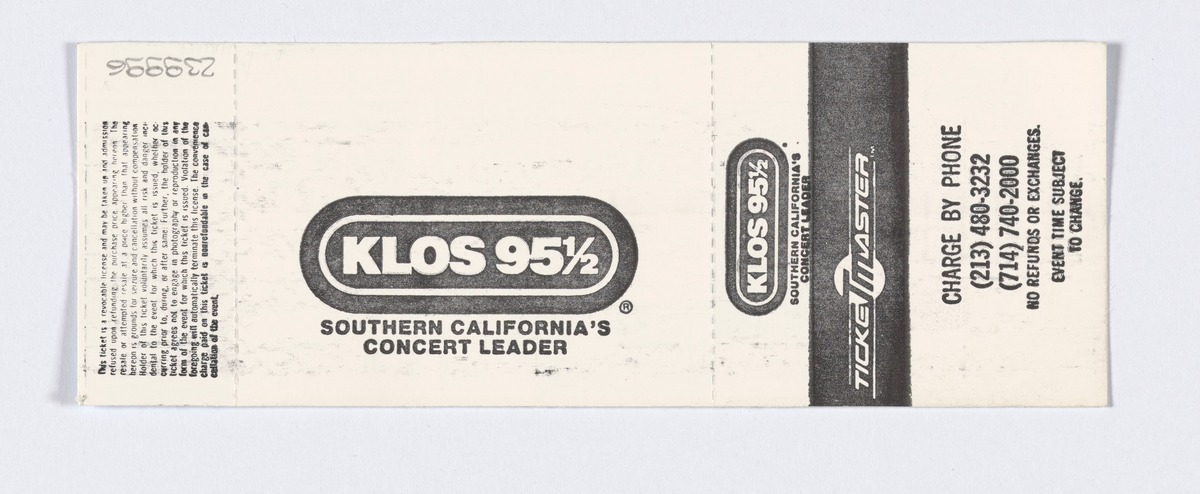 239996
This ticket is a revocable license and may be taken up and admission
refused upon refunding the purchase price appearing hereon. The
resale or attempted resale at a price higher than that appearing
hereon is grounds for seizure and cancellation without compensation.
Holder of this ticket voluntarily assumes all risk and danger inci-
dental to the event for which this ticket is issued, whether oc-
curring prior to, during, or after same. Further, the holder of this
ticket agrees not to engage in photography or reproduction in any
form of the event for which this ticket is issued. Violation of the
foregoing will automatically terminate this license. The convenience
charge paid on this ticket is nonrefundable in the case of can-
cellation of the event.
KLOS 95½
®
SOUTHERN CALIFORNIA'S
CONCERT LEADER
KLOS 95½
SOUTHERN CALIFORNIA'S
CONCERT LEADER
TICKETMASTER™
CHARGE BY PHONE
(213) 480-3232
(714) 740-2000
NO REFUNDS OR EXCHANGES.
EVENT TIME SUBJECT
TO CHANGE.